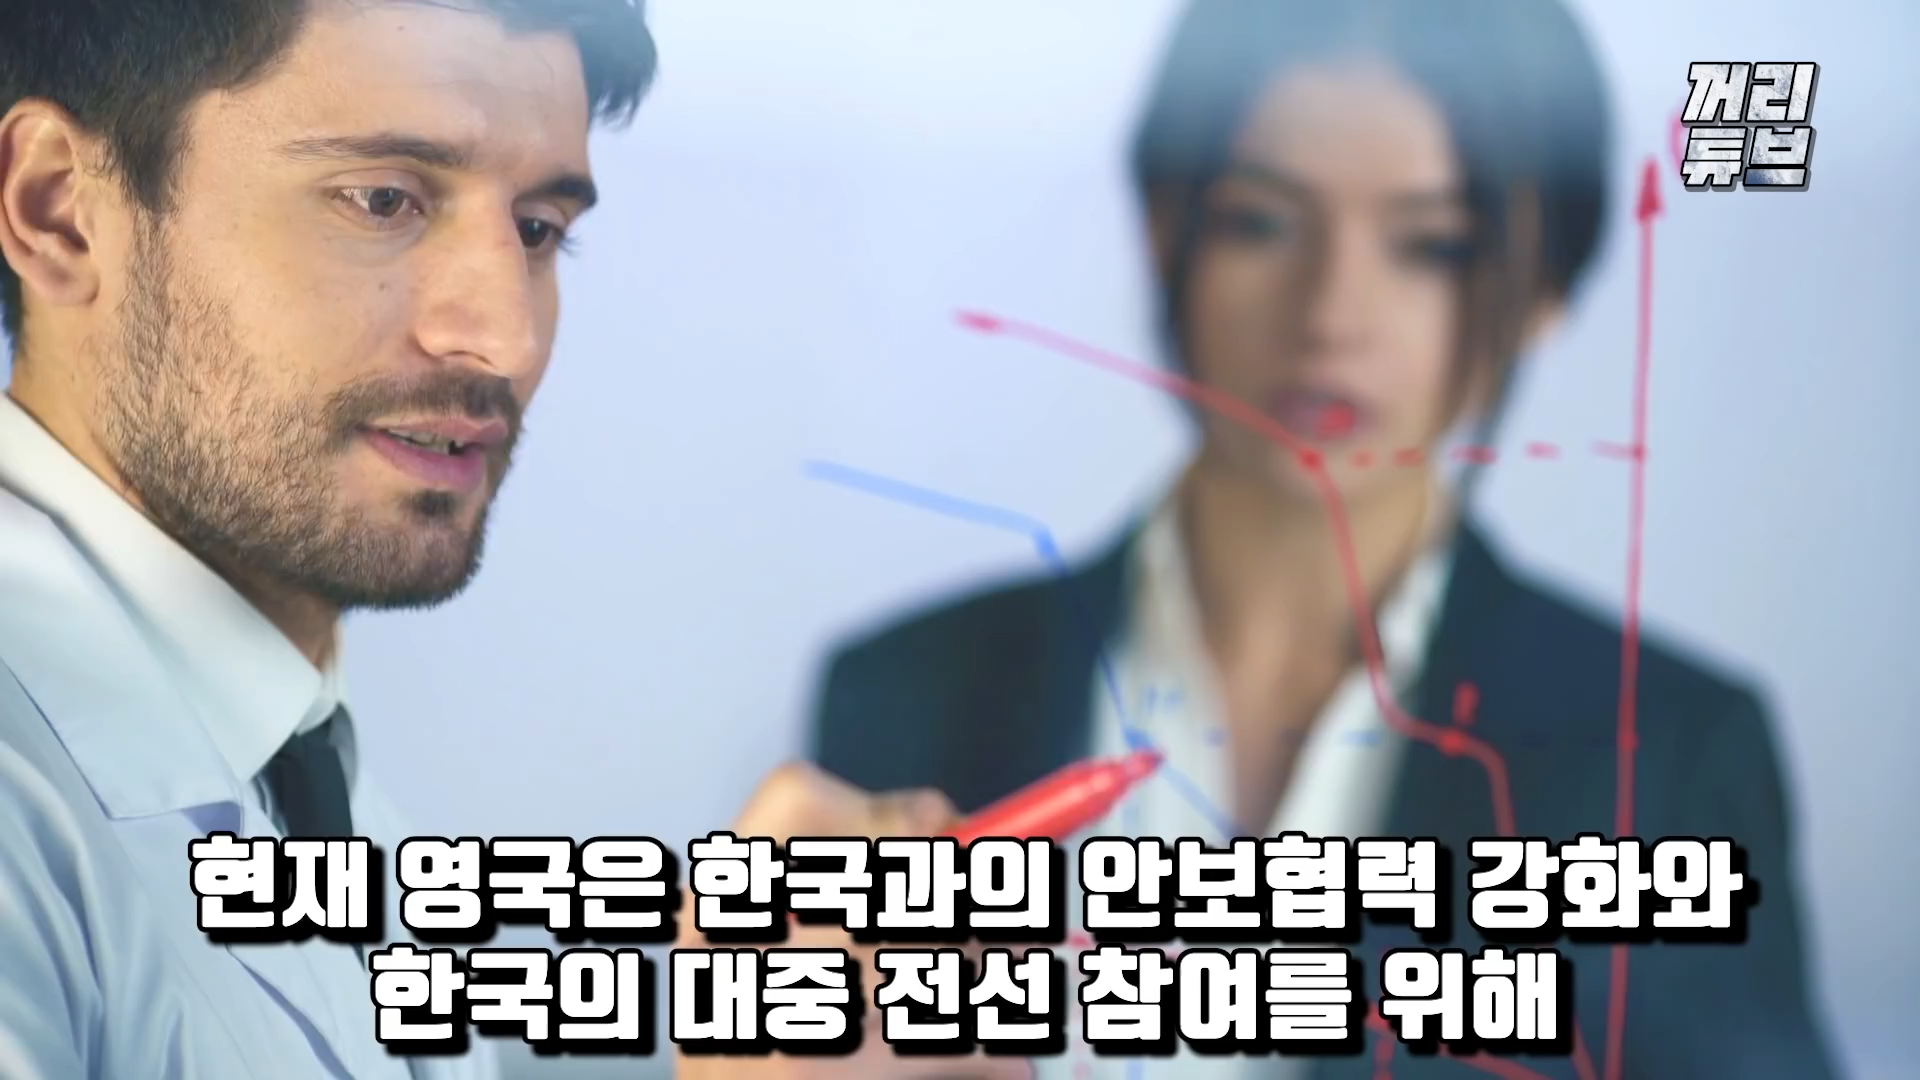 꺼리
튜브
현재 영국은 한국과의 안보협력 강화와
한국의 대중 전선 참여를 위해